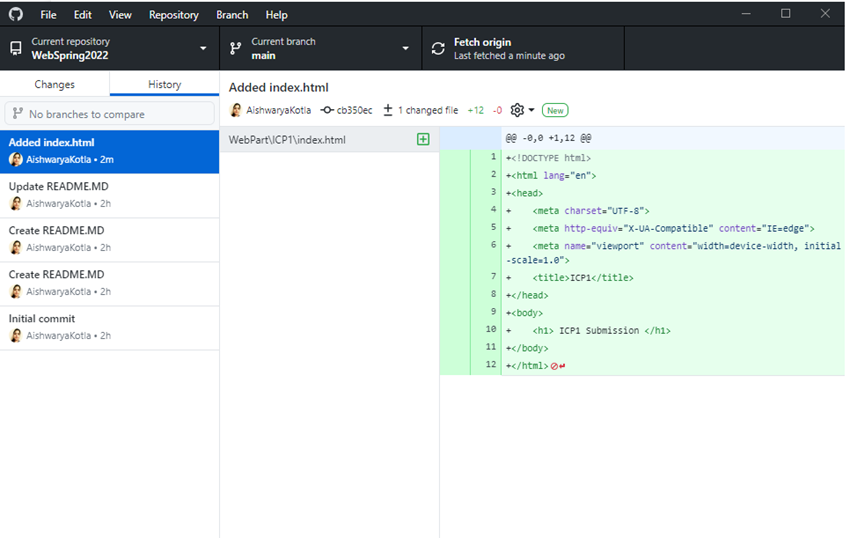 File Edit View Repository Branch Help
Current repository
WebSpring2022
Current branch
main
Fetch origin
Last fetched a minute ago
Changes
History
No branches to compare
Added index.html
AishwaryaKotla • 2m
Update README.MD
AishwaryaKotla • 2h
Create README.MD
AishwaryaKotla • 2h
Create README.MD
AishwaryaKotla • 2h
Initial commit
AishwaryaKotla • 2h
Added index.html
AishwaryaKotla cb350ec 1 changed file +12 -0 New
WebPart\ICP1\index.html
@@ -0,0 +1,12 @@
1 +<!DOCTYPE html>
2 +<html lang="en">
3 +<head>
4 + <meta charset="UTF-8">
5 + <meta http-equiv="X-UA-Compatible" content="IE=edge">
6 + <meta name="viewport" content="width=device-width, initial
-scale=1.0">
7 + <title>ICP1</title>
8 +</head>
9 +<body>
10 + <h1> ICP1 Submission </h1>
11 +</body>
12 +</html>